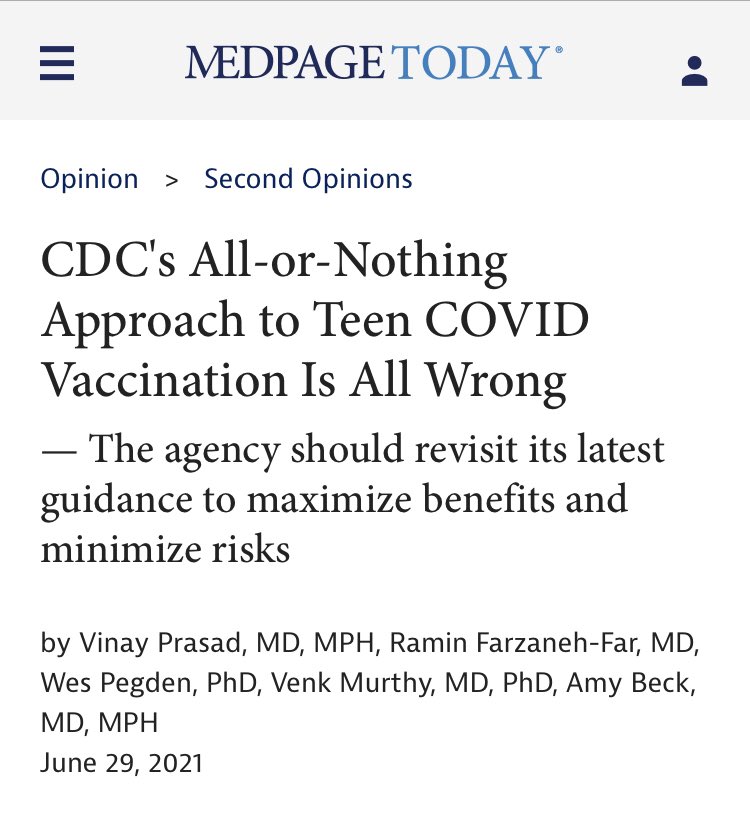 MEDPAGE TODAY®
Opinion > Second Opinions
CDC's All-or-Nothing
Approach to Teen COVID
Vaccination Is All Wrong
— The agency should revisit its latest
guidance to maximize benefits and
minimize risks
by Vinay Prasad, MD, MPH, Ramin Farzaneh-Far, MD,
Wes Pegden, PhD, Venk Murthy, MD, PhD, Amy Beck,
MD, MPH
June 29, 2021